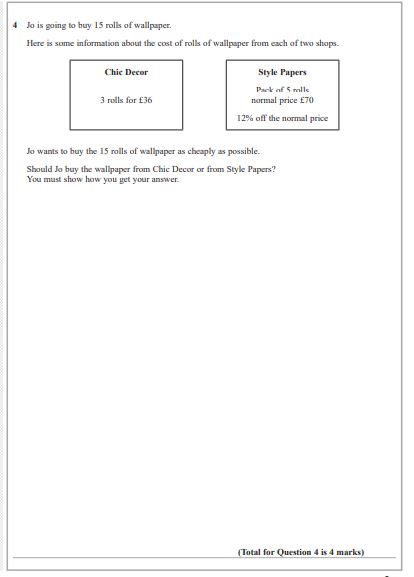 4 Jo is going to buy 15 rolls of wallpaper.
Here is some information about the cost of rolls of wallpaper from each of two shops.
Chic Decor
3 rolls for £36
Style Papers
Pack of 5 rolls
normal price £70
12% off the normal price
Jo wants to buy the 15 rolls of wallpaper as cheaply as possible.
Should Jo buy the wallpaper from Chic Decor or from Style Papers?
You must show how you get your answer.
(Total for Question 4 is 4 marks)